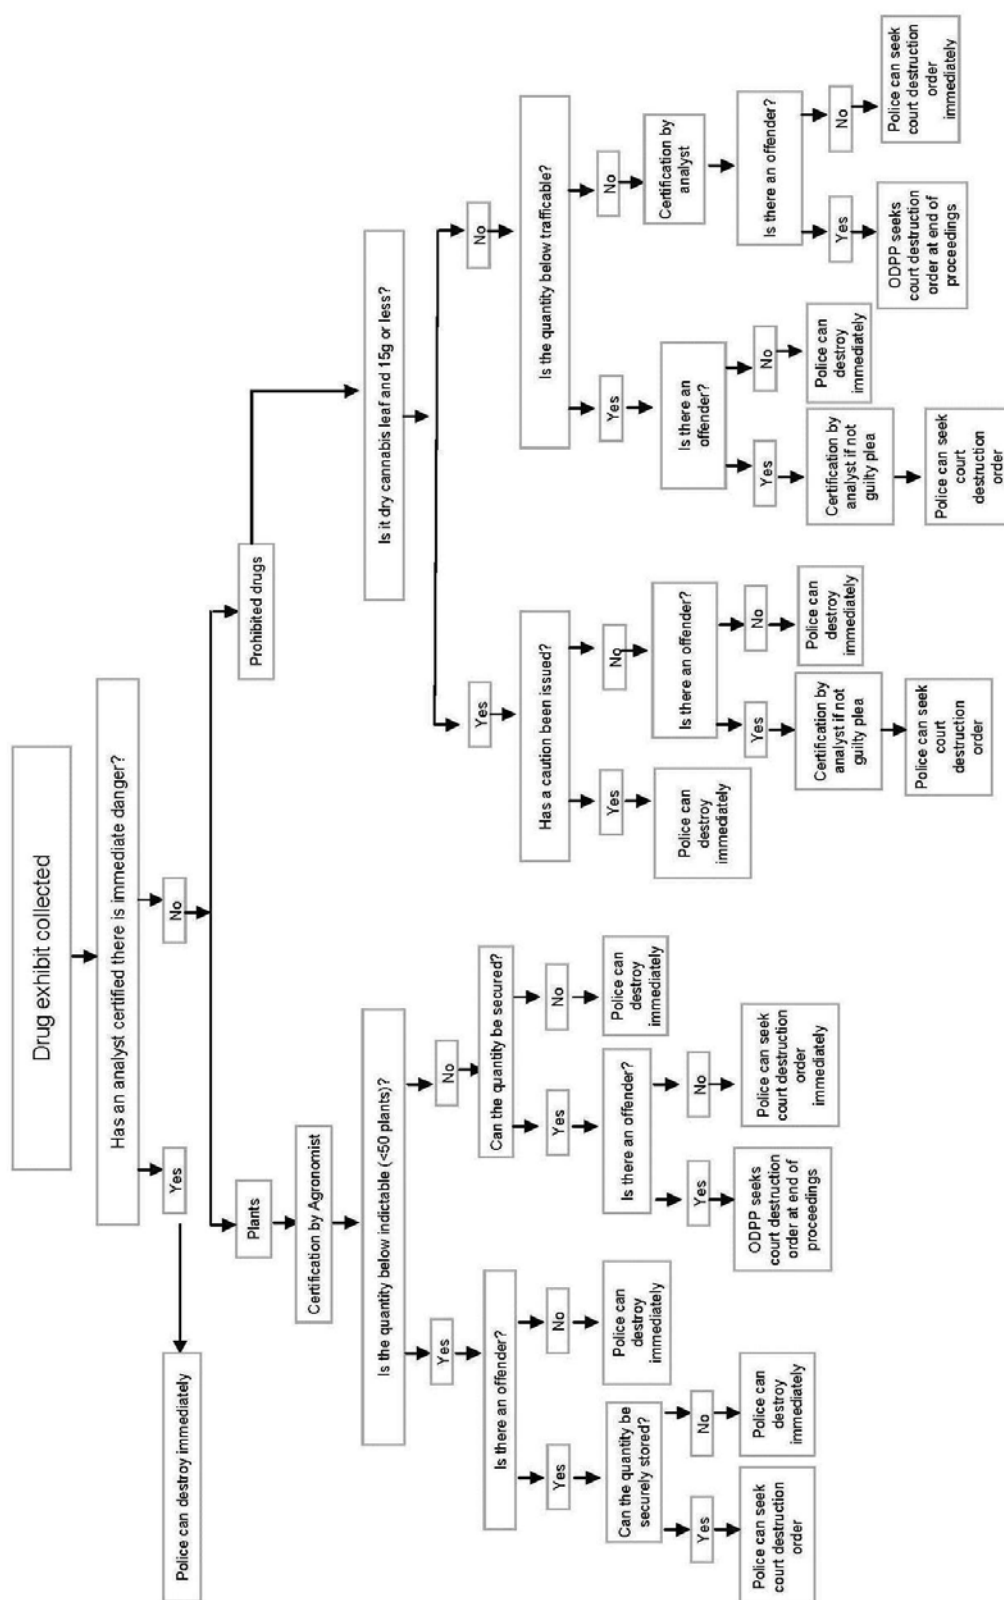 Drug exhibit collected
Has an analyst certified there is immediate danger?
Yes
No
Police can destroy immediately
Plants
Prohibited drugs
Certification by Agronomist
Is the quantity below indictable (<50 plants)?
Yes
No
Is there an offender?
Yes
No
Can the quantity be
securely stored?
Yes
No
Police can seek
court destruction
order
Police can
destroy
immediately
Police can
destroy
immediately
Can the quantity be secured?
Yes
No
Is there an offender?
Yes
No
ODPP seeks
court destruction
order at end of
proceedings
Police can seek
court destruction
order
immediately
Police can
destroy
immediately
Is it dry cannabis leaf and 15g or less?
Yes
No
Has a caution been issued?
Yes
No
Police can
destroy
immediately
Is there an offender?
Yes
No
Certification by
analyst if not
guilty plea
Police can seek
court
destruction
order
Police can
destroy
immediately
Is the quantity below trafficable?
Yes
No
Is there an
offender?
Yes
No
Certification by
analyst if not
guilty plea
Police can seek
court
destruction
order
Police can
destroy
immediately
Certification by
analyst
Is there an offender?
Yes
No
ODPP seeks
court destruction
order at end of
proceedings
Police can seek
court destruction
order
immediately